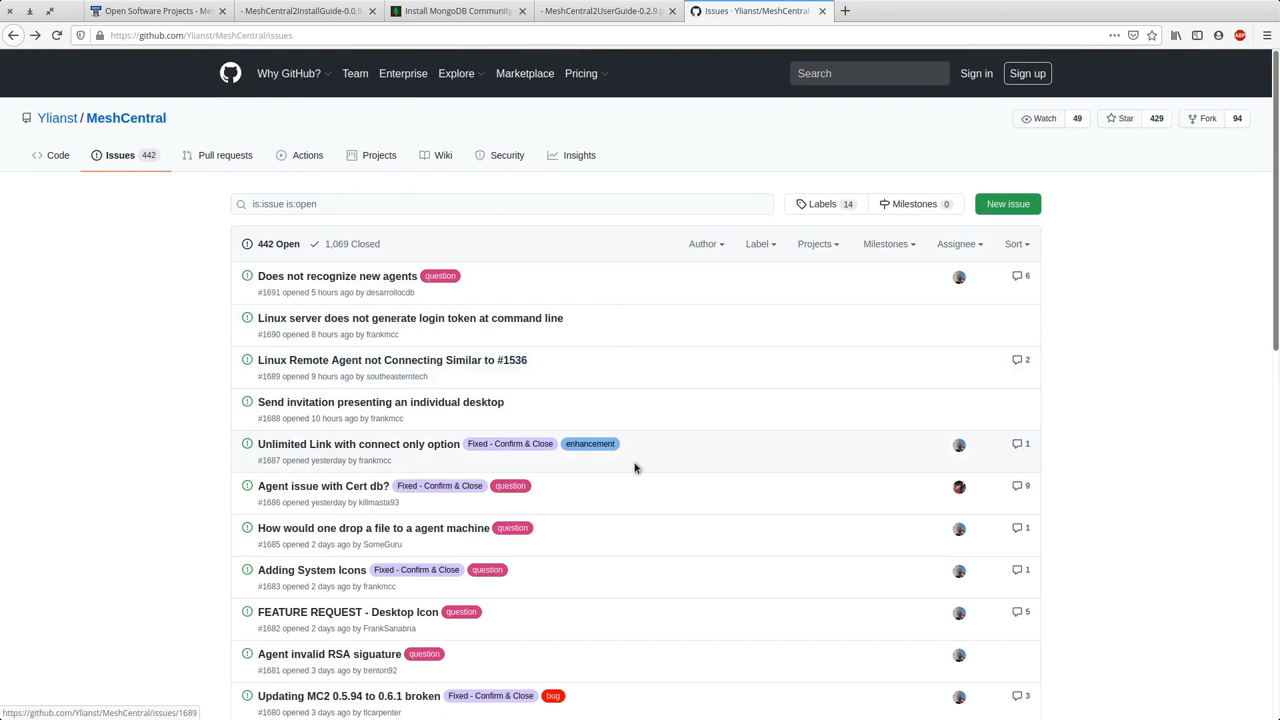 Open Software Projects - Me
- MeshCentral2InstallGuide-0.0.9
Install MongoDB Community
- MeshCentral2UserGuide-0.2.9.p
Issues · Ylianst/MeshCentral
https://github.com/Ylianst/MeshCentral/issues
ABP
Why GitHub? Team Enterprise Explore Marketplace Pricing
Search
Sign in
Sign up
Ylianst / MeshCentral
Watch 49
Star 429
Fork 94
Code
Issues 442
Pull requests
Actions
Projects
Wiki
Security
Insights
is:issue is:open
Labels 14
Milestones 0
New issue
442 Open
1,069 Closed
Author
Label
Projects
Milestones
Assignee
Sort
Does not recognize new agents question 6
#1691 opened 5 hours ago by desarrollocdb
Linux server does not generate login token at command line
#1690 opened 8 hours ago by frankmcc
Linux Remote Agent not Connecting Similar to #1536 2
#1689 opened 9 hours ago by southeasterntech
Send invitation presenting an individual desktop
#1688 opened 10 hours ago by frankmcc
Unlimited Link with connect only option Fixed - Confirm & Close enhancement 1
#1687 opened yesterday by frankmcc
Agent issue with Cert db? Fixed - Confirm & Close question 9
#1686 opened yesterday by killmasta93
How would one drop a file to a agent machine question 1
#1685 opened 2 days ago by SomeGuru
Adding System Icons Fixed - Confirm & Close question 1
#1683 opened 2 days ago by frankmcc
FEATURE REQUEST - Desktop Icon question 5
#1682 opened 2 days ago by FrankSanabria
Agent invalid RSA siguature question
#1681 opened 3 days ago by trenton92
Updating MC2 0.5.94 to 0.6.1 broken Fixed - Confirm & Close bug 3
#1680 opened 3 days ago by tlcarpenter
https://github.com/Ylianst/MeshCentral/issues/1689